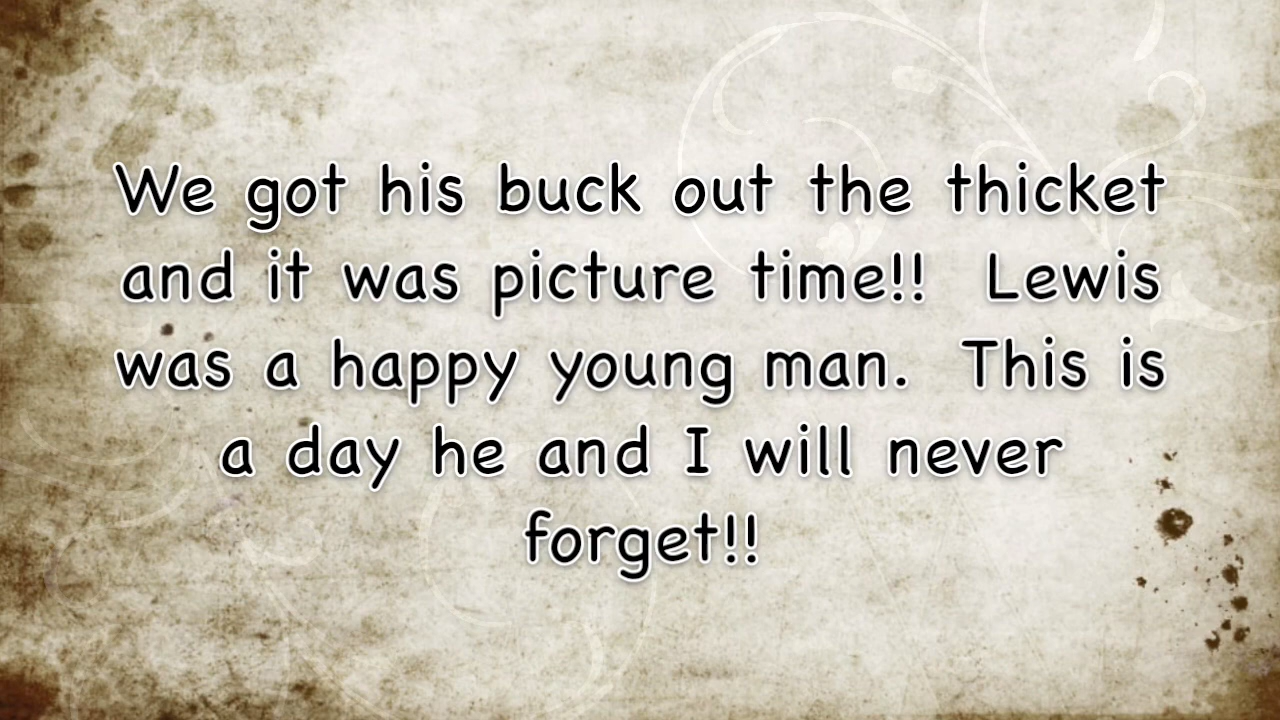 We got his buck out the thicket
and it was picture time!!  Lewis
was a happy young man.  This is
a day he and I will never
forget!!